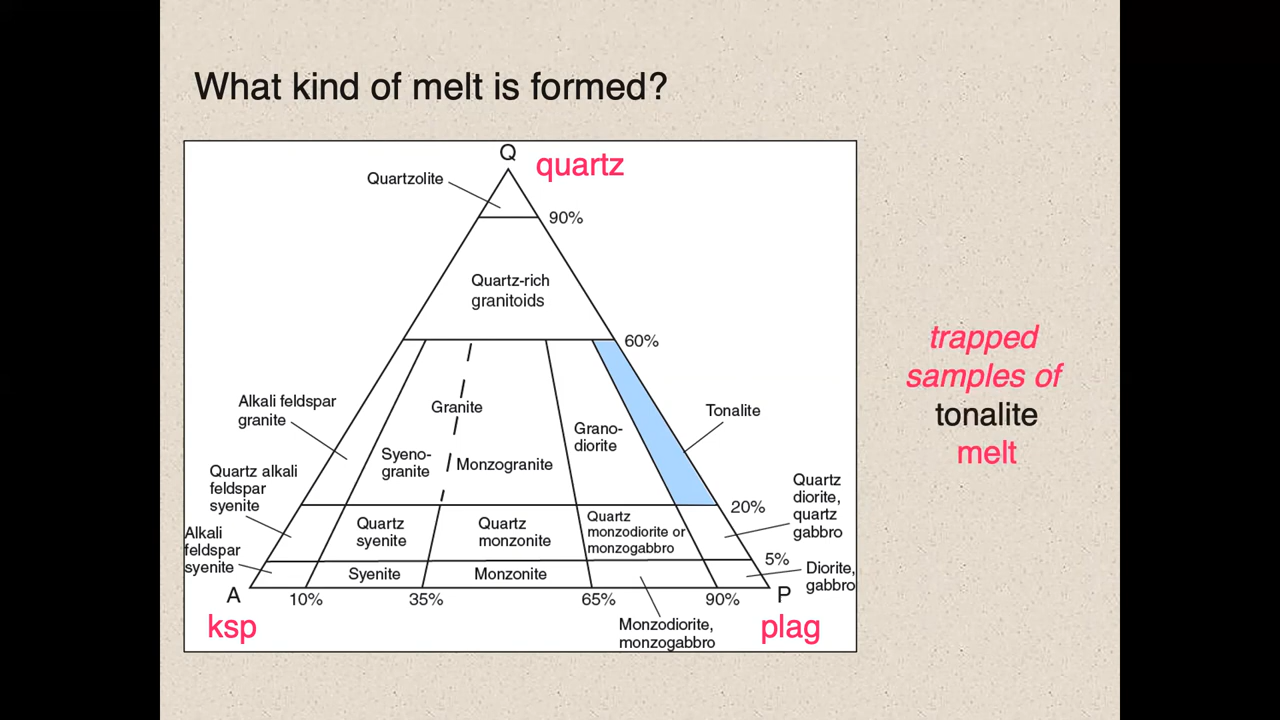 What kind of melt is formed?
Q
quartz
Quartzolite
90%
Quartz-rich
granitoids
60%
Alkali feldspar
granite
Granite
Tonalite
Grano-
diorite
Syeno-
granite
Monzogranite
Quartz alkali
feldspar
syenite
20%
Quartz
diorite,
quartz
gabbro
Quartz
syenite
Quartz
monzonite
Quartz
monzodiorite or
monzogabbro
Alkali
feldspar
syenite
5%
Syenite
Monzonite
Diorite,
gabbro
A
10%
35%
65%
90%
P
ksp
Monzodiorite,
monzogabbro
plag
trapped
samples of
tonalite
melt